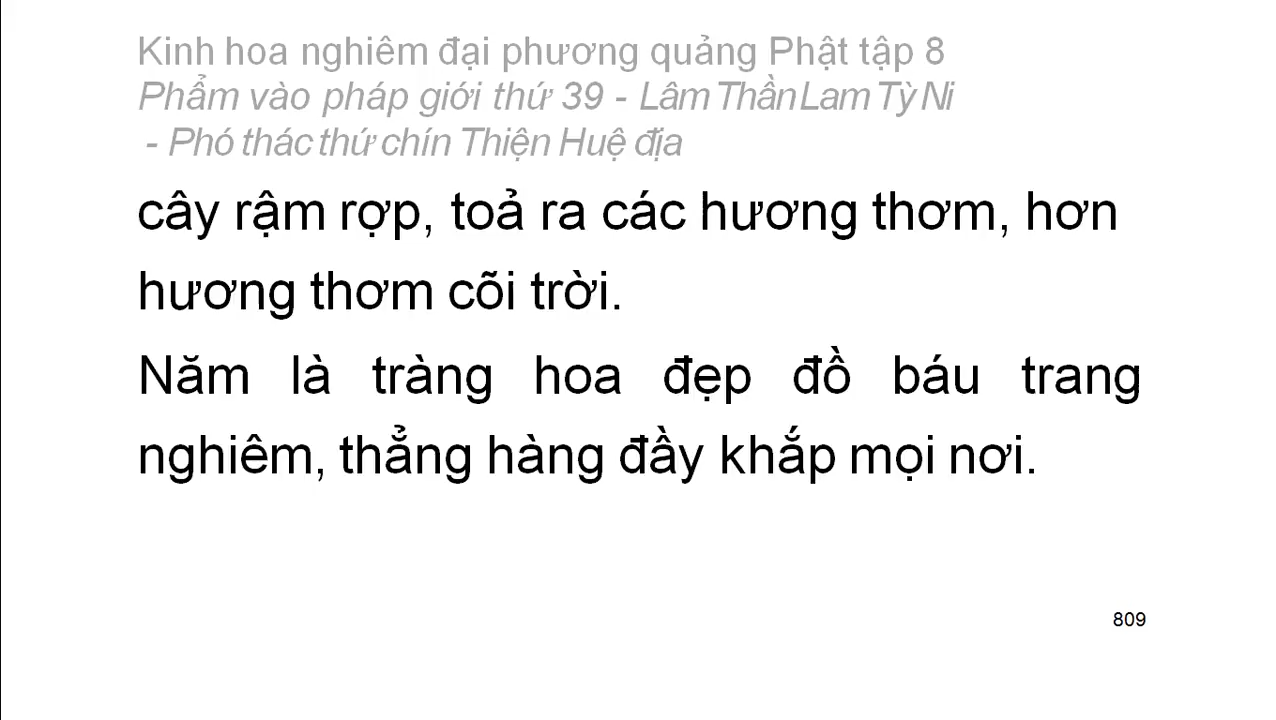 Kinh hoa nghiêm đại phương quảng Phật tập 8
Phẩm vào pháp giới thứ 39 - Lâm Thần Lam Tỳ Ni
- Phó thác thứ chín Thiện Huệ địa
cây rậm rợp, toả ra các hương thơm, hơn
hương thơm cõi trời.
Năm là tràng hoa đẹp đồ báu trang
nghiêm, thẳng hàng đầy khắp mọi nơi.
809